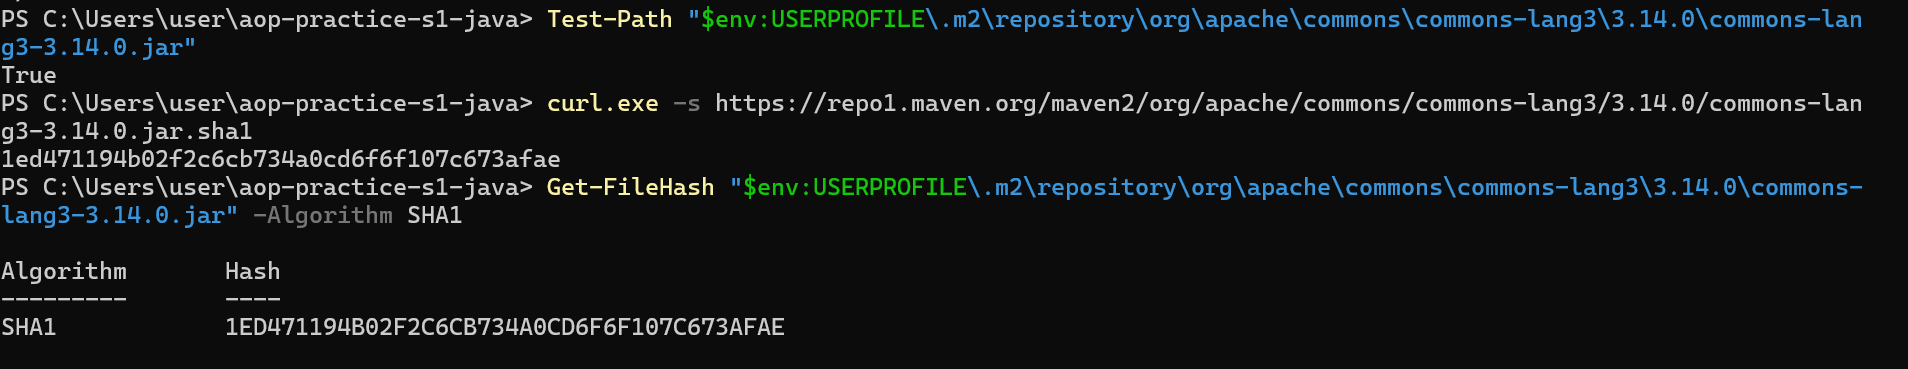 PS C:\Users\user\aop-practice-s1-java> Test-Path "$env:USERPROFILE\.m2\repository\org\apache\commons\commons-lang3\3.14.0\commons-lan
g3-3.14.0.jar"
True
PS C:\Users\user\aop-practice-s1-java> curl.exe -s https://repo1.maven.org/maven2/org/apache/commons/commons-lang3/3.14.0/commons-lan
g3-3.14.0.jar.sha1
1ed471194b02f2c6cb734a0cd6f6f107c673afae
PS C:\Users\user\aop-practice-s1-java> Get-FileHash "$env:USERPROFILE\.m2\repository\org\apache\commons\commons-lang3\3.14.0\commons-
lang3-3.14.0.jar" -Algorithm SHA1
Algorithm       Hash
---------       ----
SHA1            1ED471194B02F2C6CB734A0CD6F6F107C673AFAE